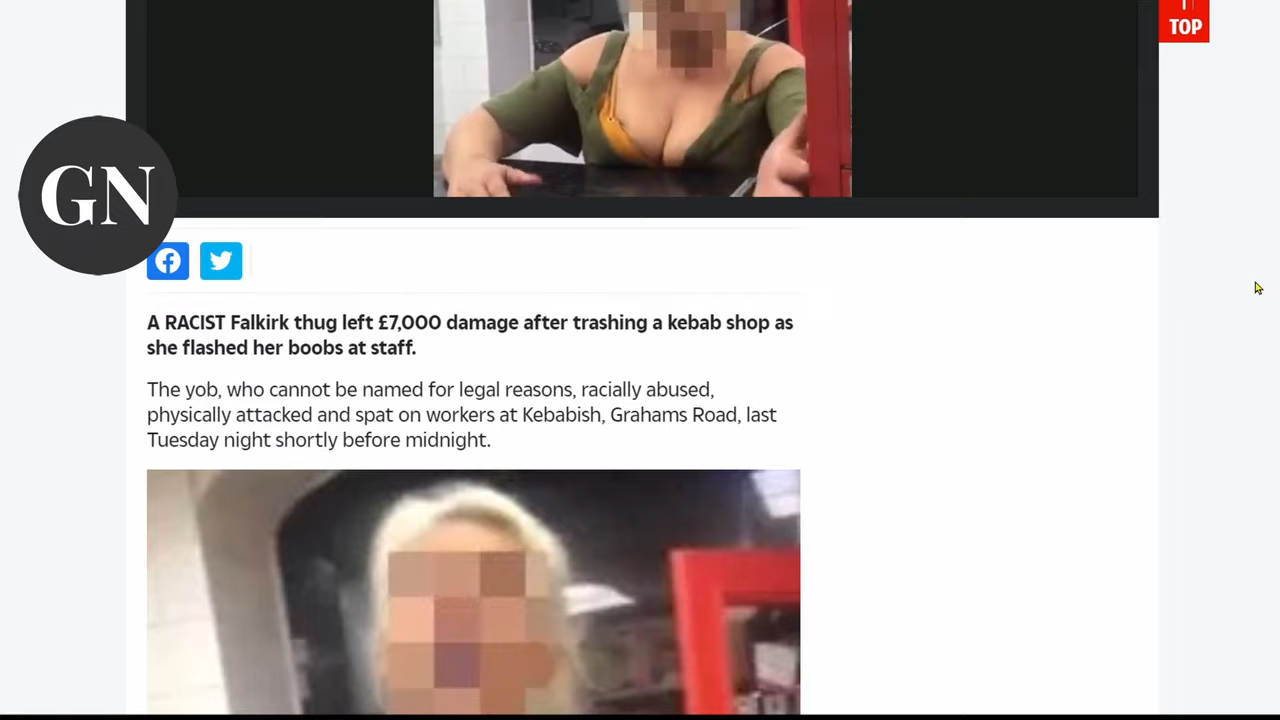 TOP
GN
A RACIST Falkirk thug left £7,000 damage after trashing a kebab shop as
she flashed her boobs at staff.
The yob, who cannot be named for legal reasons, racially abused,
physically attacked and spat on workers at Kebabish, Grahams Road, last
Tuesday night shortly before midnight.